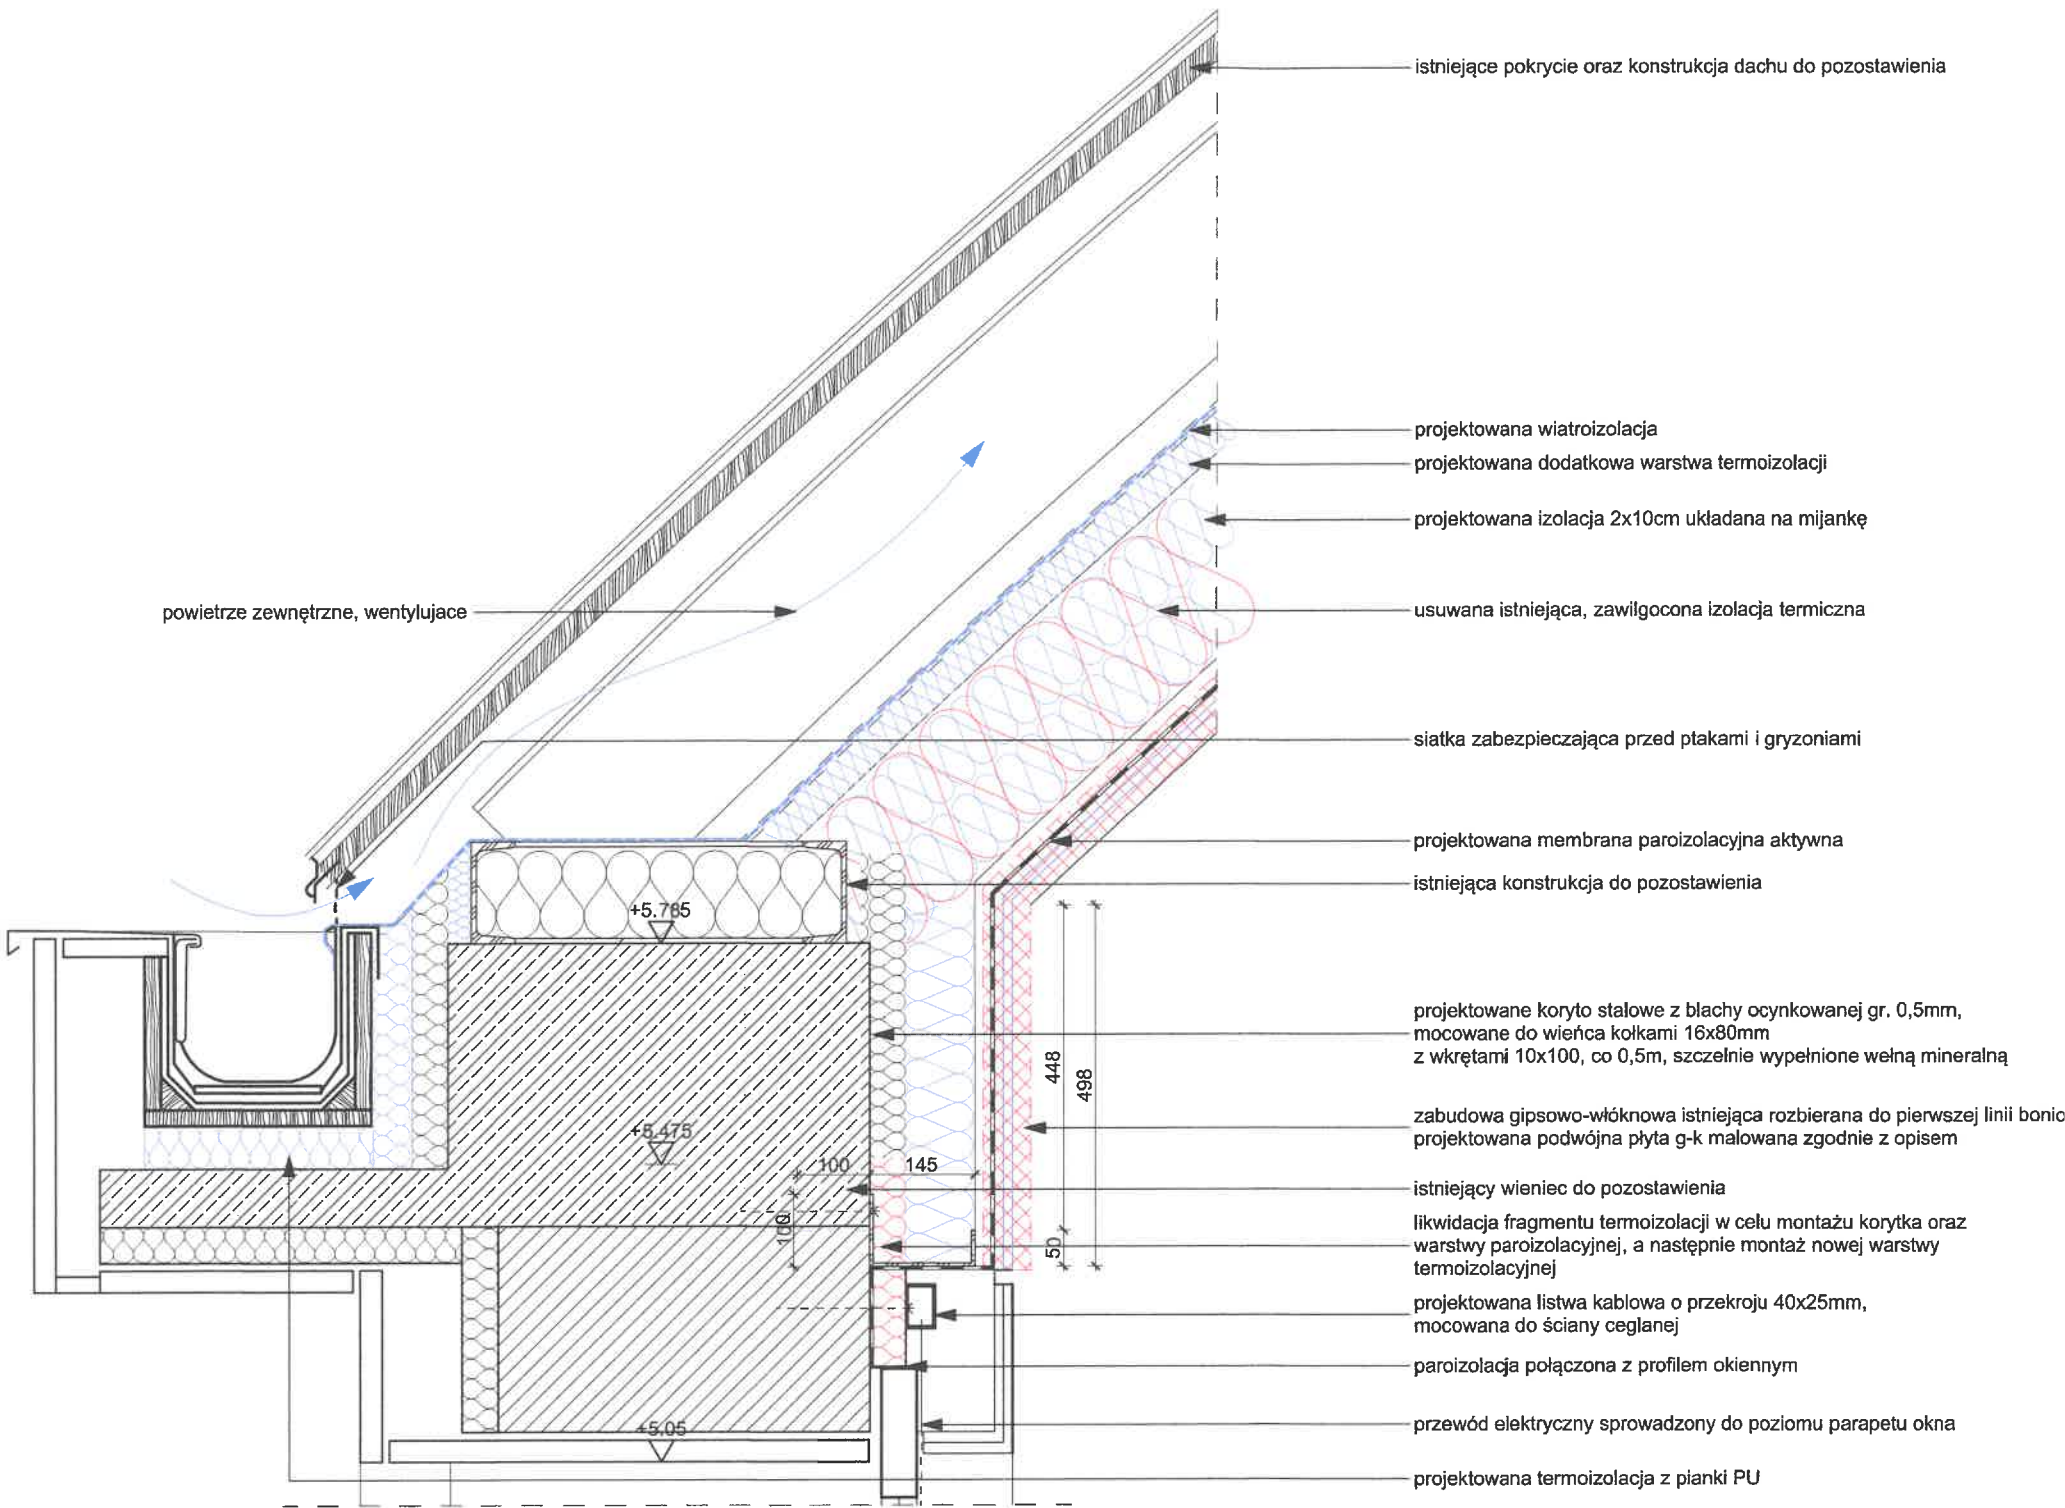 istniejące pokrycie oraz konstrukcja dachu do pozostawienia
projektowana wiatroizolacja
projektowana dodatkowa warstwa termoizolacji
projektowana izolacja 2x10cm układana na mijankę
powietrze zewnętrzne, wentylujace
usuwana istniejąca, zawilgocona izolacja termiczna
siatka zabezpieczająca przed ptakami i gryzoniami
projektowana membrana paroizolacyjna aktywna
istniejąca konstrukcja do pozostawienia
+5.785
projektowane koryto stalowe z blachy ocynkowanej gr. 0,5mm,
mocowane do wieńca kołkami 16x80mm
z wkrętami 10x100, co 0,5m, szczelnie wypełnione wełną mineralną
448
498
zabudowa gipsowo-włóknowa istniejąca rozbierana do pierwszej linii bonio
projektowana podwójna płyta g-k malowana zgodnie z opisem
+5.475
100
145
istniejący wieniec do pozostawienia
100
50
likwidacja fragmentu termoizolacji w celu montażu korytka oraz
warstwy paroizolacyjnej, a następnie montaż nowej warstwy
termoizolacyjnej
projektowana listwa kablowa o przekroju 40x25mm,
mocowana do ściany ceglanej
paroizolacja połączona z profilem okiennym
przewód elektryczny sprowadzony do poziomu parapetu okna
+5.05
projektowana termoizolacja z pianki PU